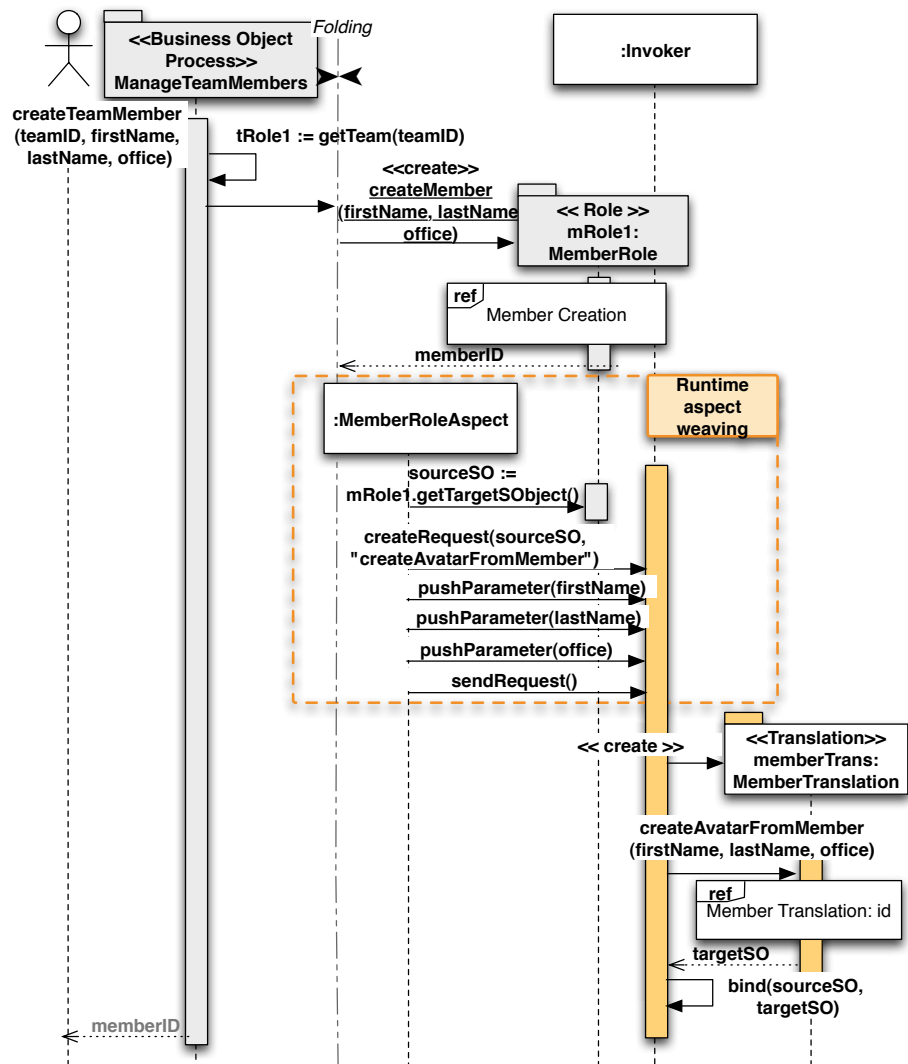 Folding
<<Business Object
Process>>
ManageTeamMembers
:Invoker
createTeamMember
(teamID, firstName,
lastName, office)
tRole1 := getTeam(teamID)
<<create>>
createMember
(firstName, lastName
office)
<< Role >>
mRole1:
MemberRole
ref
Member Creation
memberID
Runtime
aspect
weaving
:MemberRoleAspect
sourceSO :=
mRole1.getTargetSObject()
createRequest(sourceSO,
"createAvatarFromMember")
pushParameter(firstName)
pushParameter(lastName)
pushParameter(office)
sendRequest()
<< create >>
<<Translation>>
memberTrans:
MemberTranslation
createAvatarFromMember
(firstName, lastName, office)
ref
Member Translation: id
targetSO
bind(sourceSO,
targetSO)
memberID